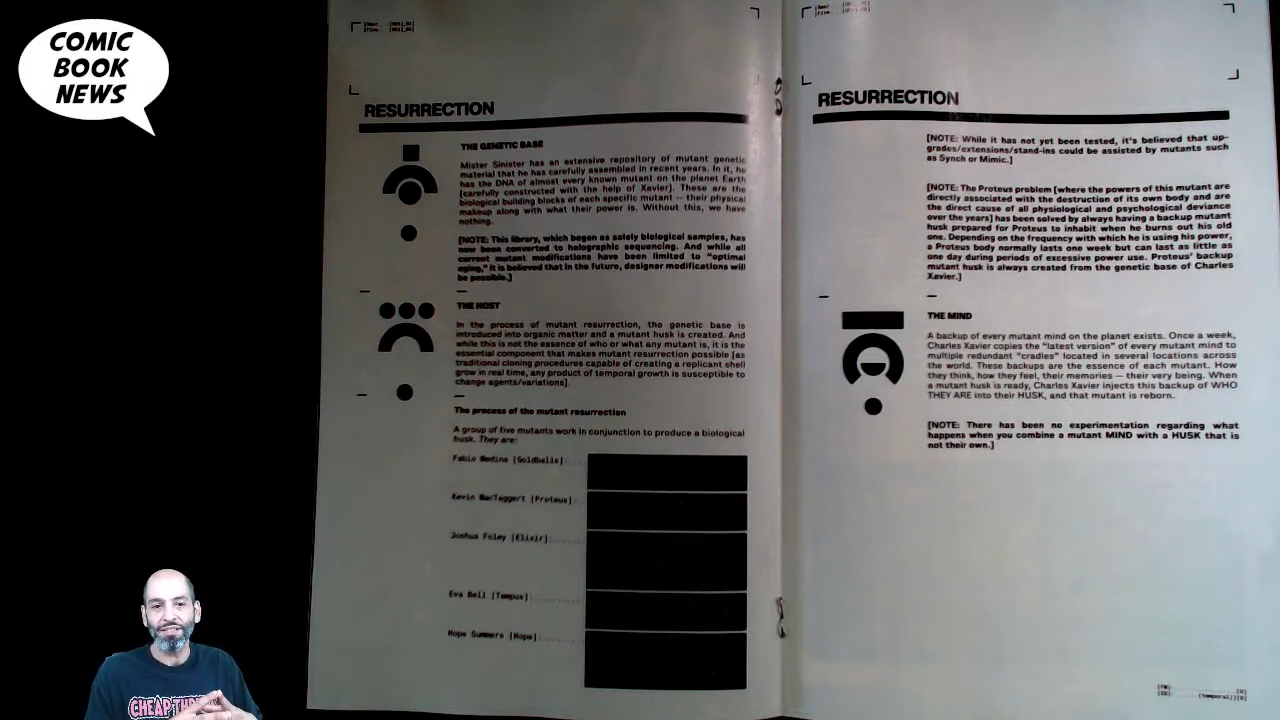 COMIC
BOOK
NEWS
RESURRECTION
THE GENETIC BASE
Mister Sinister has an extensive repository of mutant genetic
material that he has carefully assembled in recent years. In it, he
has the DNA of almost every known mutant on the planet Earth
[carefully constructed with the help of Xavier]. These are the
biological building blocks of each specific mutant -- their physical
makeup along with what their power is. Without this, we have
nothing.
[NOTE: This library, which began as solely biological samples, has
now been converted to holographic sequencing. And while all
current mutant modifications have been limited to "optimal
aging," it is believed that in the future, designer modifications will
be possible.]
THE HOST
In the process of mutant resurrection, the genetic base is
introduced into organic matter and a mutant husk is created. And
while this is not the essence of who or what any mutant is, it is the
essential component that makes mutant resurrection possible [as
traditional cloning procedures capable of creating a replicant shell
grow in real time, any product of temporal growth is susceptible to
change agents/variations].
The process of the mutant resurrection
A group of five mutants work in conjunction to produce a biological
husk. They are:
Fabio Medina [Goldballs]
Kevin MacTaggert [Proteus]
Joshua Foley [Elixir]
Eva Bell [Tempus]
Hope Summers [Hope]
RESURRECTION
[NOTE: While it has not yet been tested, it's believed that up-
grades/extensions/stand-ins could be assisted by mutants such
as Synch or Mimic.]
[NOTE: The Proteus problem [where the powers of this mutant are
directly associated with the destruction of its own body and are
the direct cause of all physiological and psychological deviance
over the years] has been solved by always having a backup mutant
husk prepared for Proteus to inhabit when he burns out his old
one. Depending on the frequency with which he is using his power,
a Proteus body normally lasts one week but can last as little as
one day during periods of excessive power use. Proteus' backup
mutant husk is always created from the genetic base of Charles
Xavier.]
THE MIND
A backup of every mutant mind on the planet exists. Once a week,
Charles Xavier copies the "latest version" of every mutant mind to
multiple redundant "cradles" located in several locations across
the world. These backups are the essence of each mutant. How
they think, how they feel, their memories -- their very being. When
a mutant husk is ready, Charles Xavier injects this backup of WHO
THEY ARE into their HUSK, and that mutant is reborn.
[NOTE: There has been no experimentation regarding what
happens when you combine a mutant MIND with a HUSK that is
not their own.]